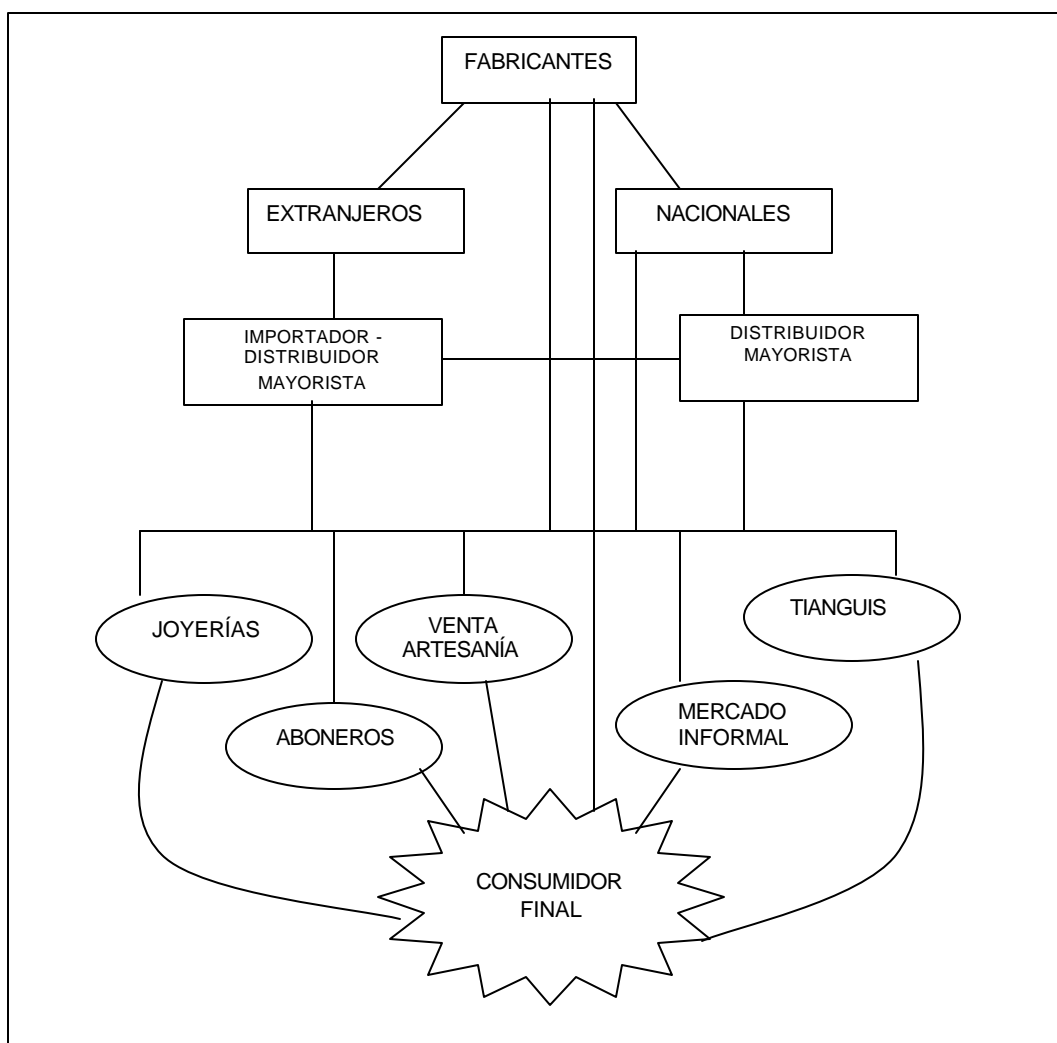 FABRICANTES
EXTRANJEROS
NACIONALES
IMPORTADOR -
DISTRIBUIDOR
MAYORISTA
DISTRIBUIDOR
MAYORISTA
JOYERÍAS
VENTA
ARTESANÍA
TIANGUIS
ABONEROS
MERCADO
INFORMAL
CONSUMIDOR
FINAL